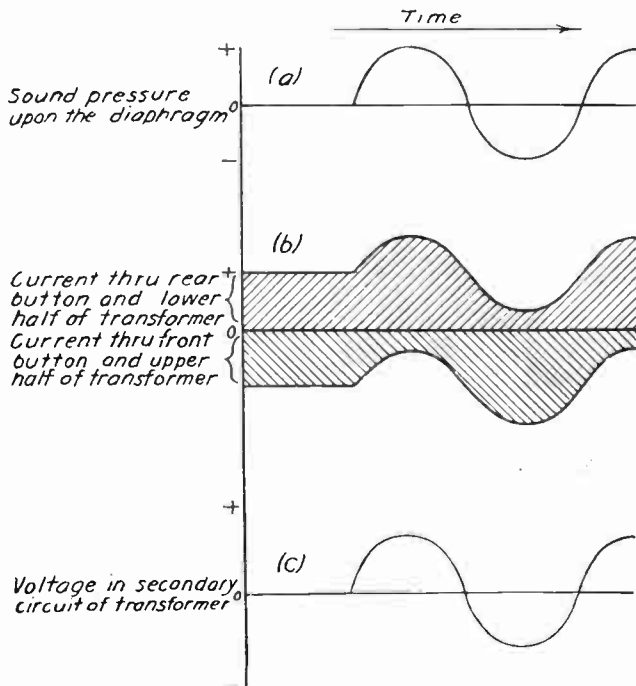 Time
+
(a)
Sound pressure
upon the diaphragm
0
−
(b)
+
Current thru rear
button and lower
half of transformer
0
Current thru front
button and upper
half of transformer
+
(c)
Voltage in secondary
circuit of transformer
0
−